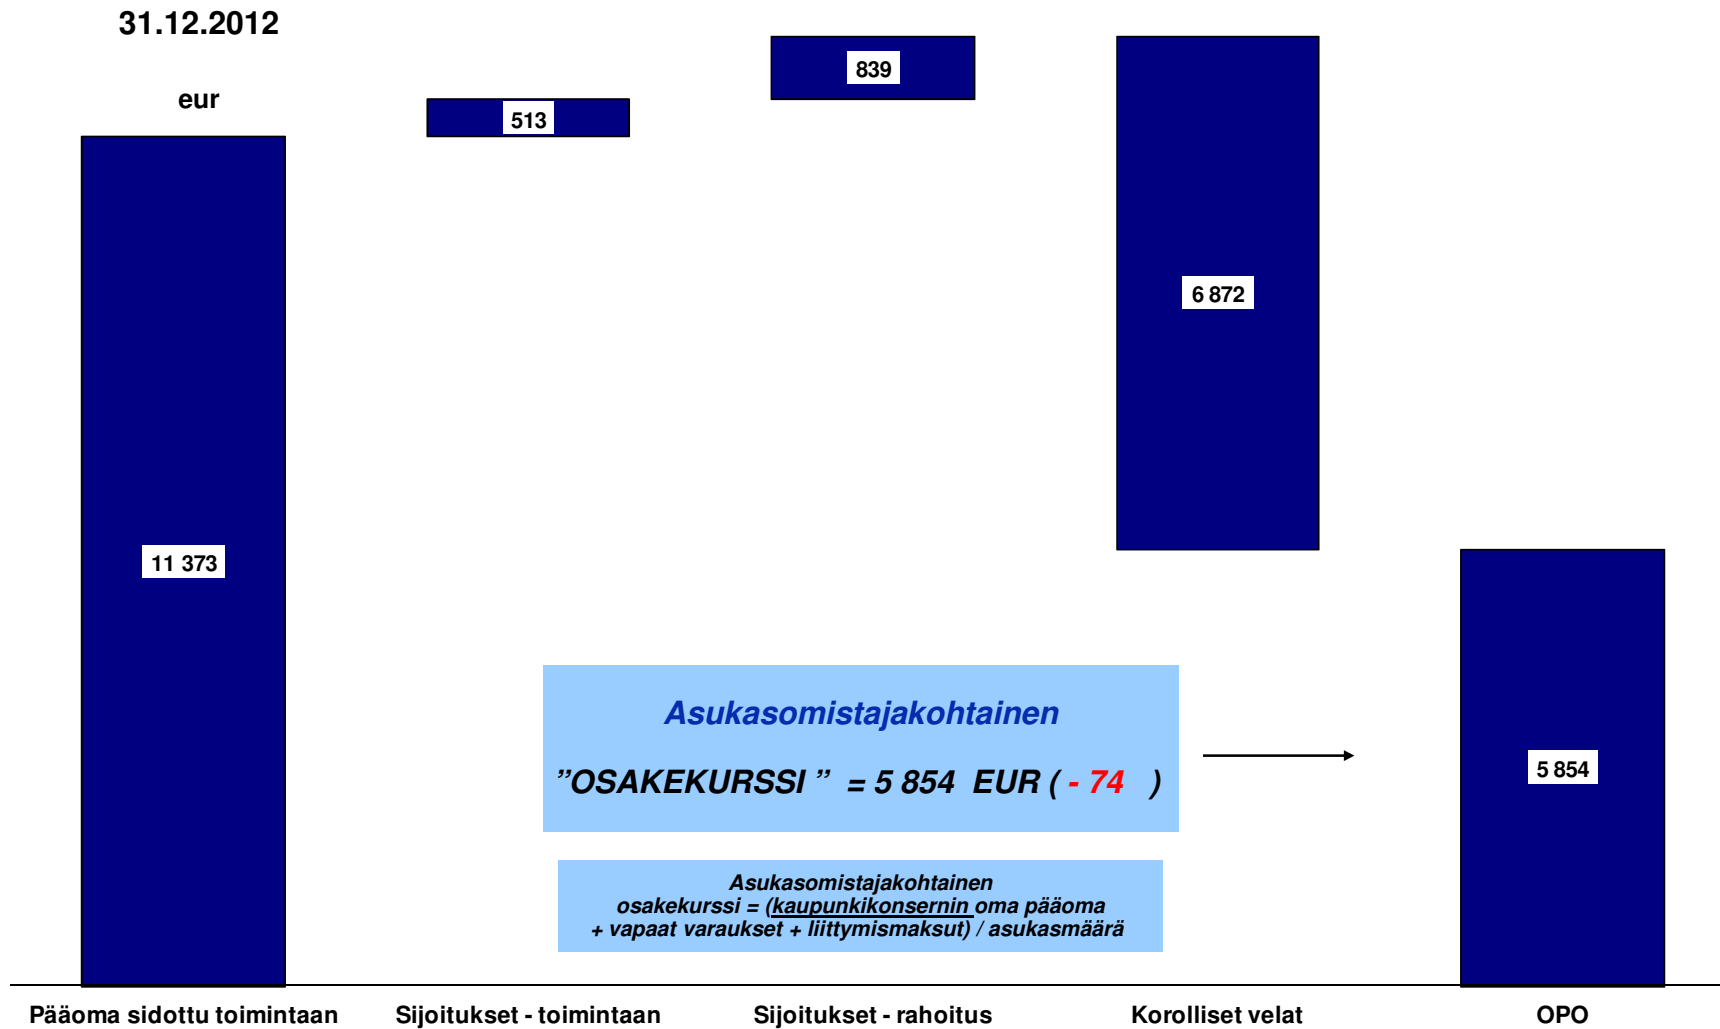 31.12.2012
eur
839
513
6 872
11 373
Asukasomistajakohtainen
”OSAKEKURSSI ” = 5 854 EUR ( - 74 )
5 854
Asukasomistajakohtainen
osakekurssi = (kaupunkikonsernin oma pääoma
+ vapaat varaukset + liittymismaksut) / asukasmäärä
Pääoma sidottu toimintaan Sijoitukset - toimintaan Sijoitukset - rahoitus Korolliset velat OPO